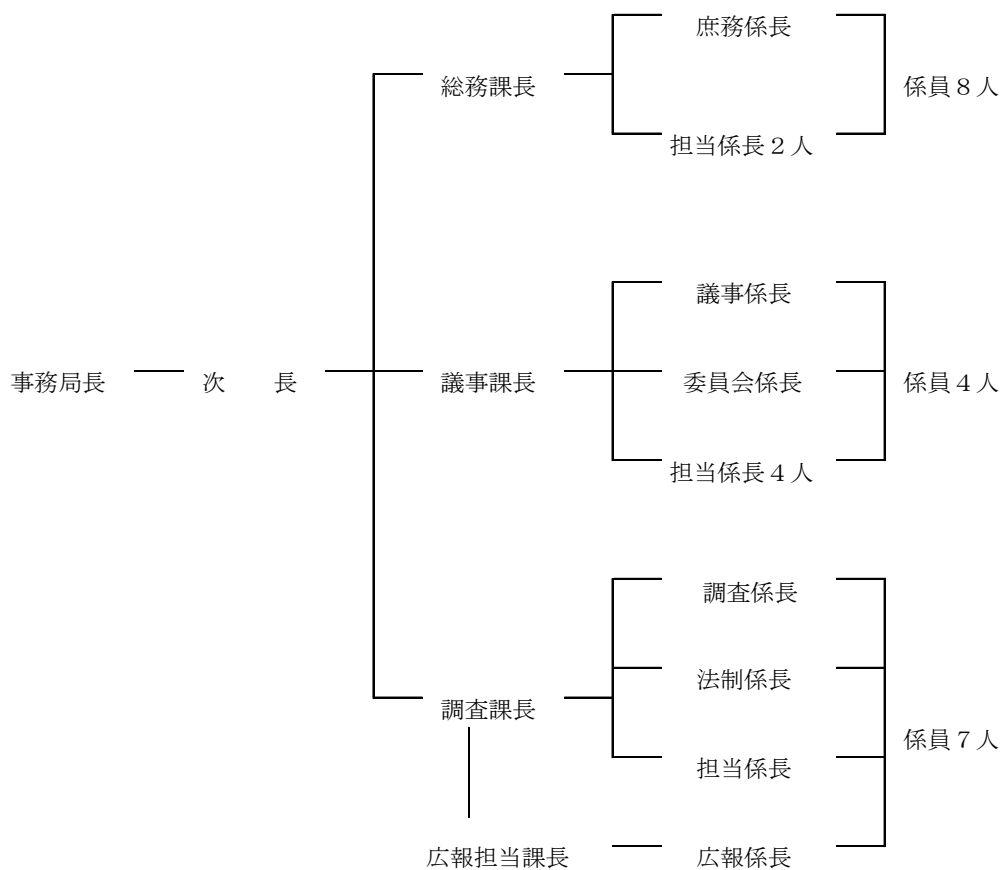 庶務係長
総務課長
係員８人
担当係長２人
議事係長
事務局長
次　　長
議事課長
委員会係長
係員４人
担当係長４人
調査係長
法制係長
調査課長
係員７人
担当係長
広報担当課長
広報係長